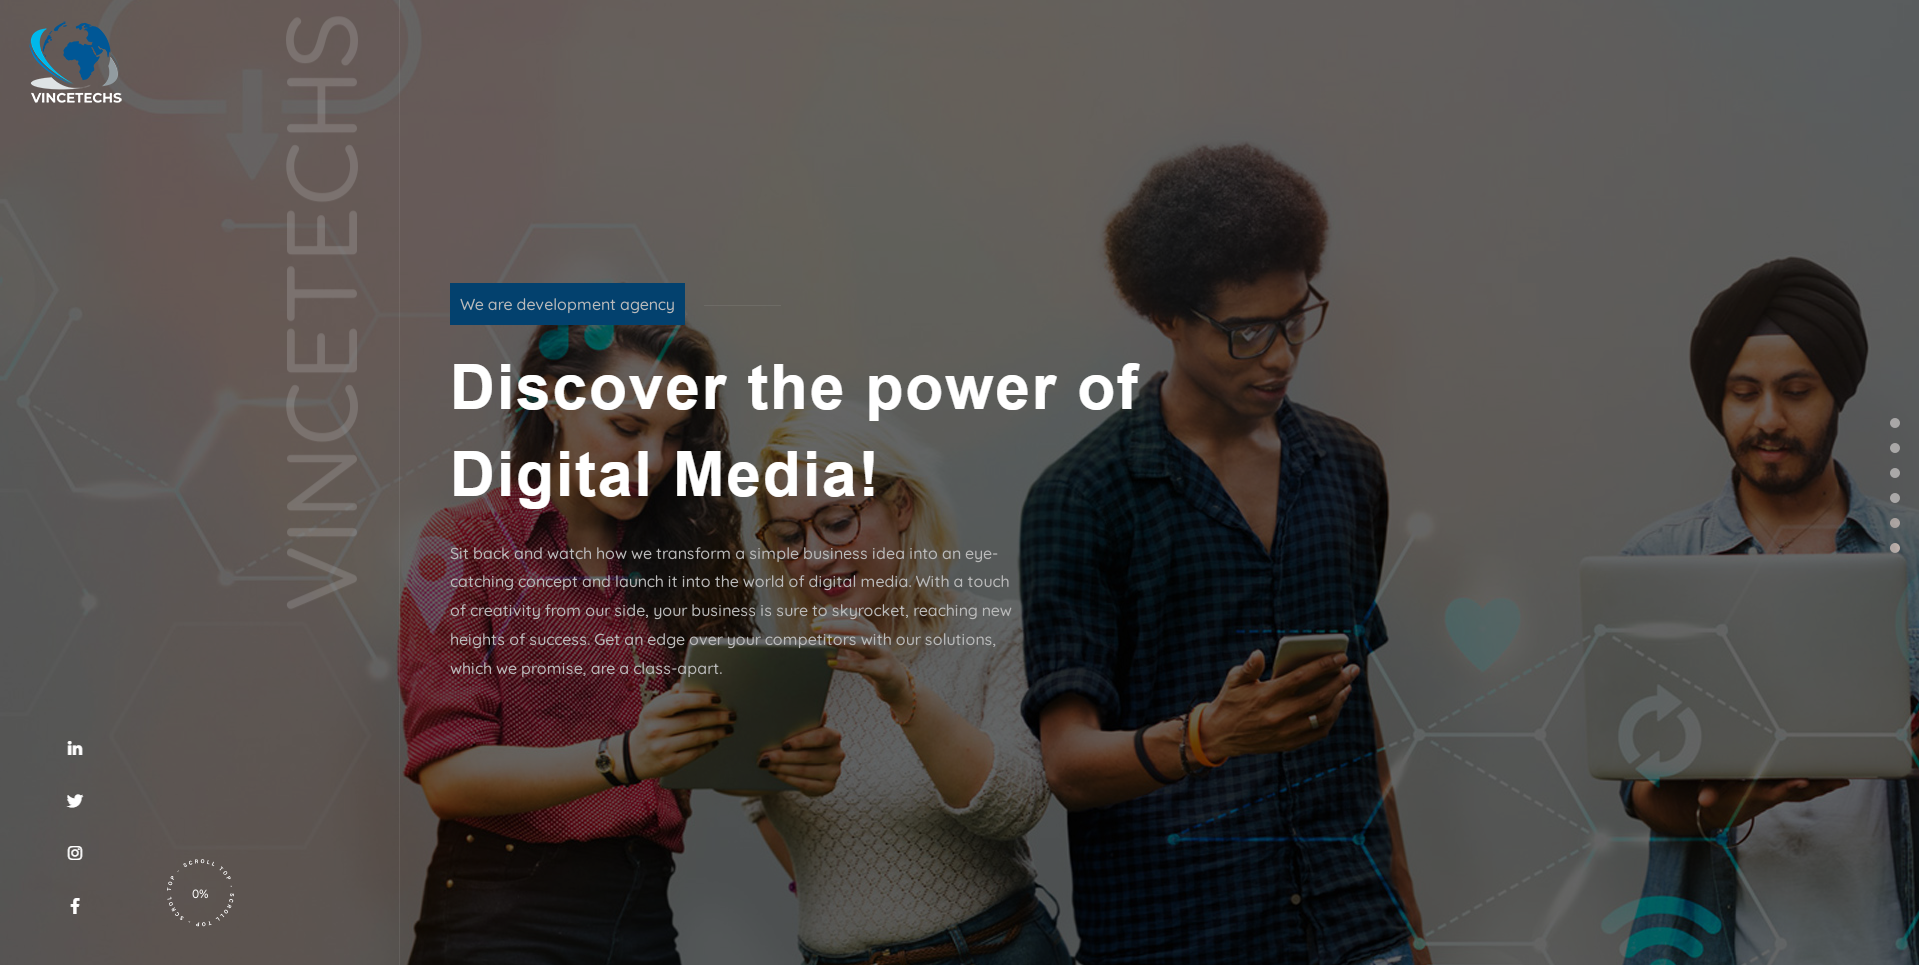 VINCETECHS
VINCETECHS
We are development agency
Discover the power of
Digital Media!
Sit back and watch how we transform a simple business idea into an eye-
catching concept and launch it into the world of digital media. With a touch
of creativity from our side, your business is sure to skyrocket, reaching new
heights of success. Get an edge over your competitors with our solutions,
which we promise, are a class-apart.
in
f
SCROLL TOP - SCROLL TOP - SCROLL TOP -
0%